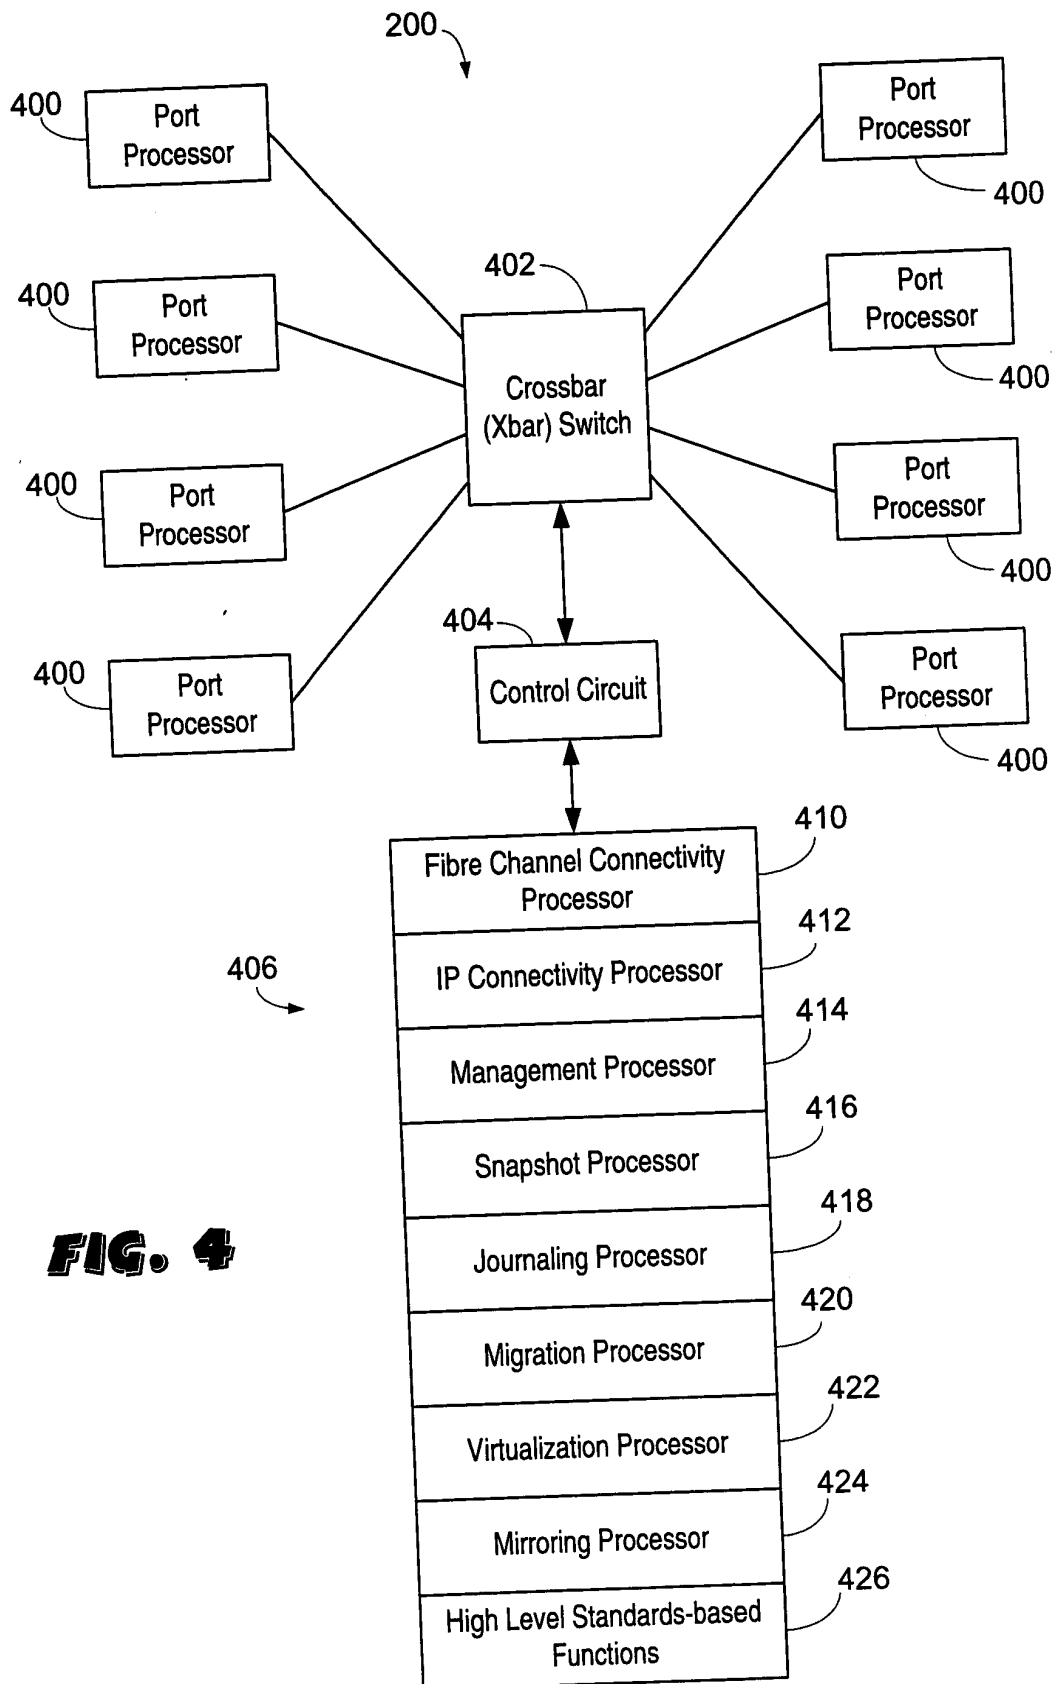 200
400
Port
Processor
Port
Processor
400
402
400
Port
Processor
Port
Processor
400
Crossbar
(Xbar) Switch
400
Port
Processor
Port
Processor
400
404
400
Port
Processor
Control Circuit
Port
Processor
400
410
Fibre Channel Connectivity
Processor
412
406
IP Connectivity Processor
414
Management Processor
416
Snapshot Processor
418
FIG. 4
Journaling Processor
420
Migration Processor
422
Virtualization Processor
424
Mirroring Processor
426
High Level Standards-based
Functions